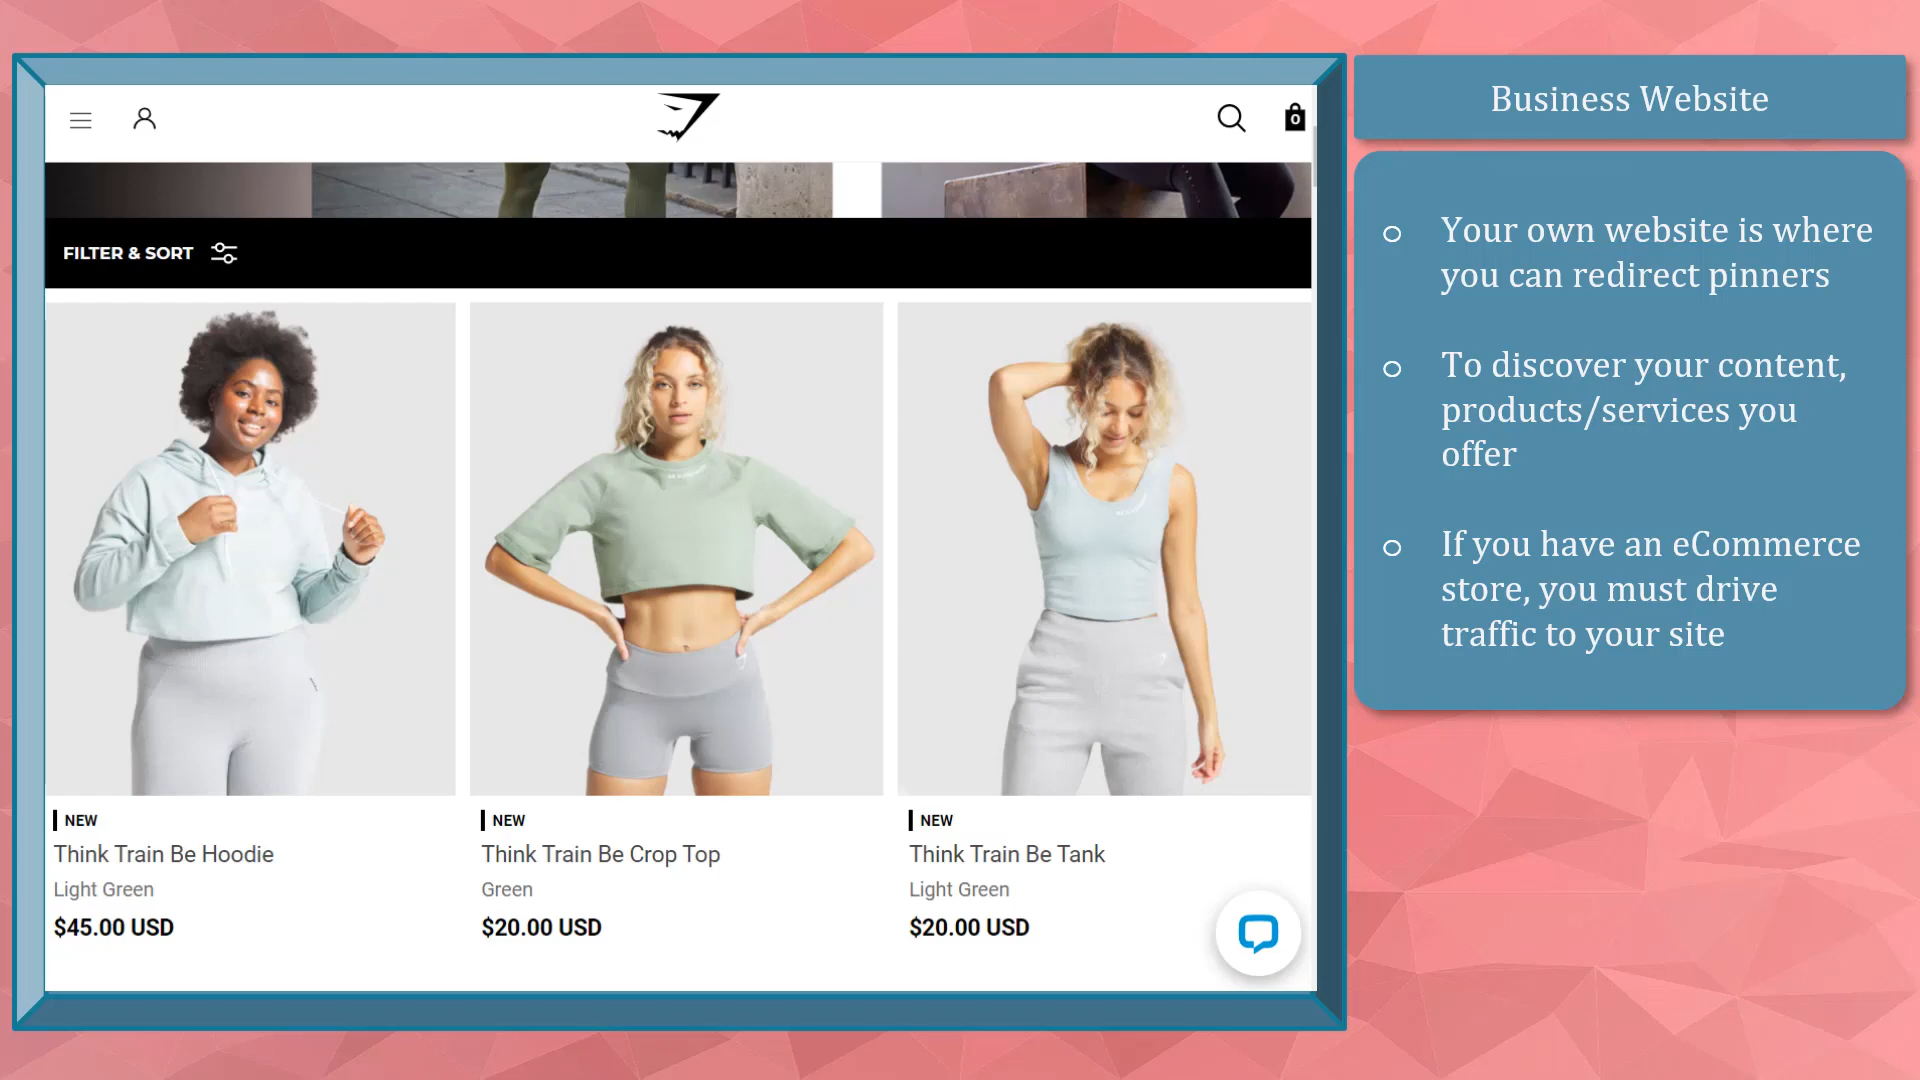 Business Website
0
FILTER & SORT
Your own website is where
you can redirect pinners
To discover your content,
products/services you
offer
If you have an eCommerce
store, you must drive
traffic to your site
NEW
Think Train Be Hoodie
Light Green
$45.00 USD
NEW
Think Train Be Crop Top
Green
$20.00 USD
NEW
Think Train Be Tank
Light Green
$20.00 USD